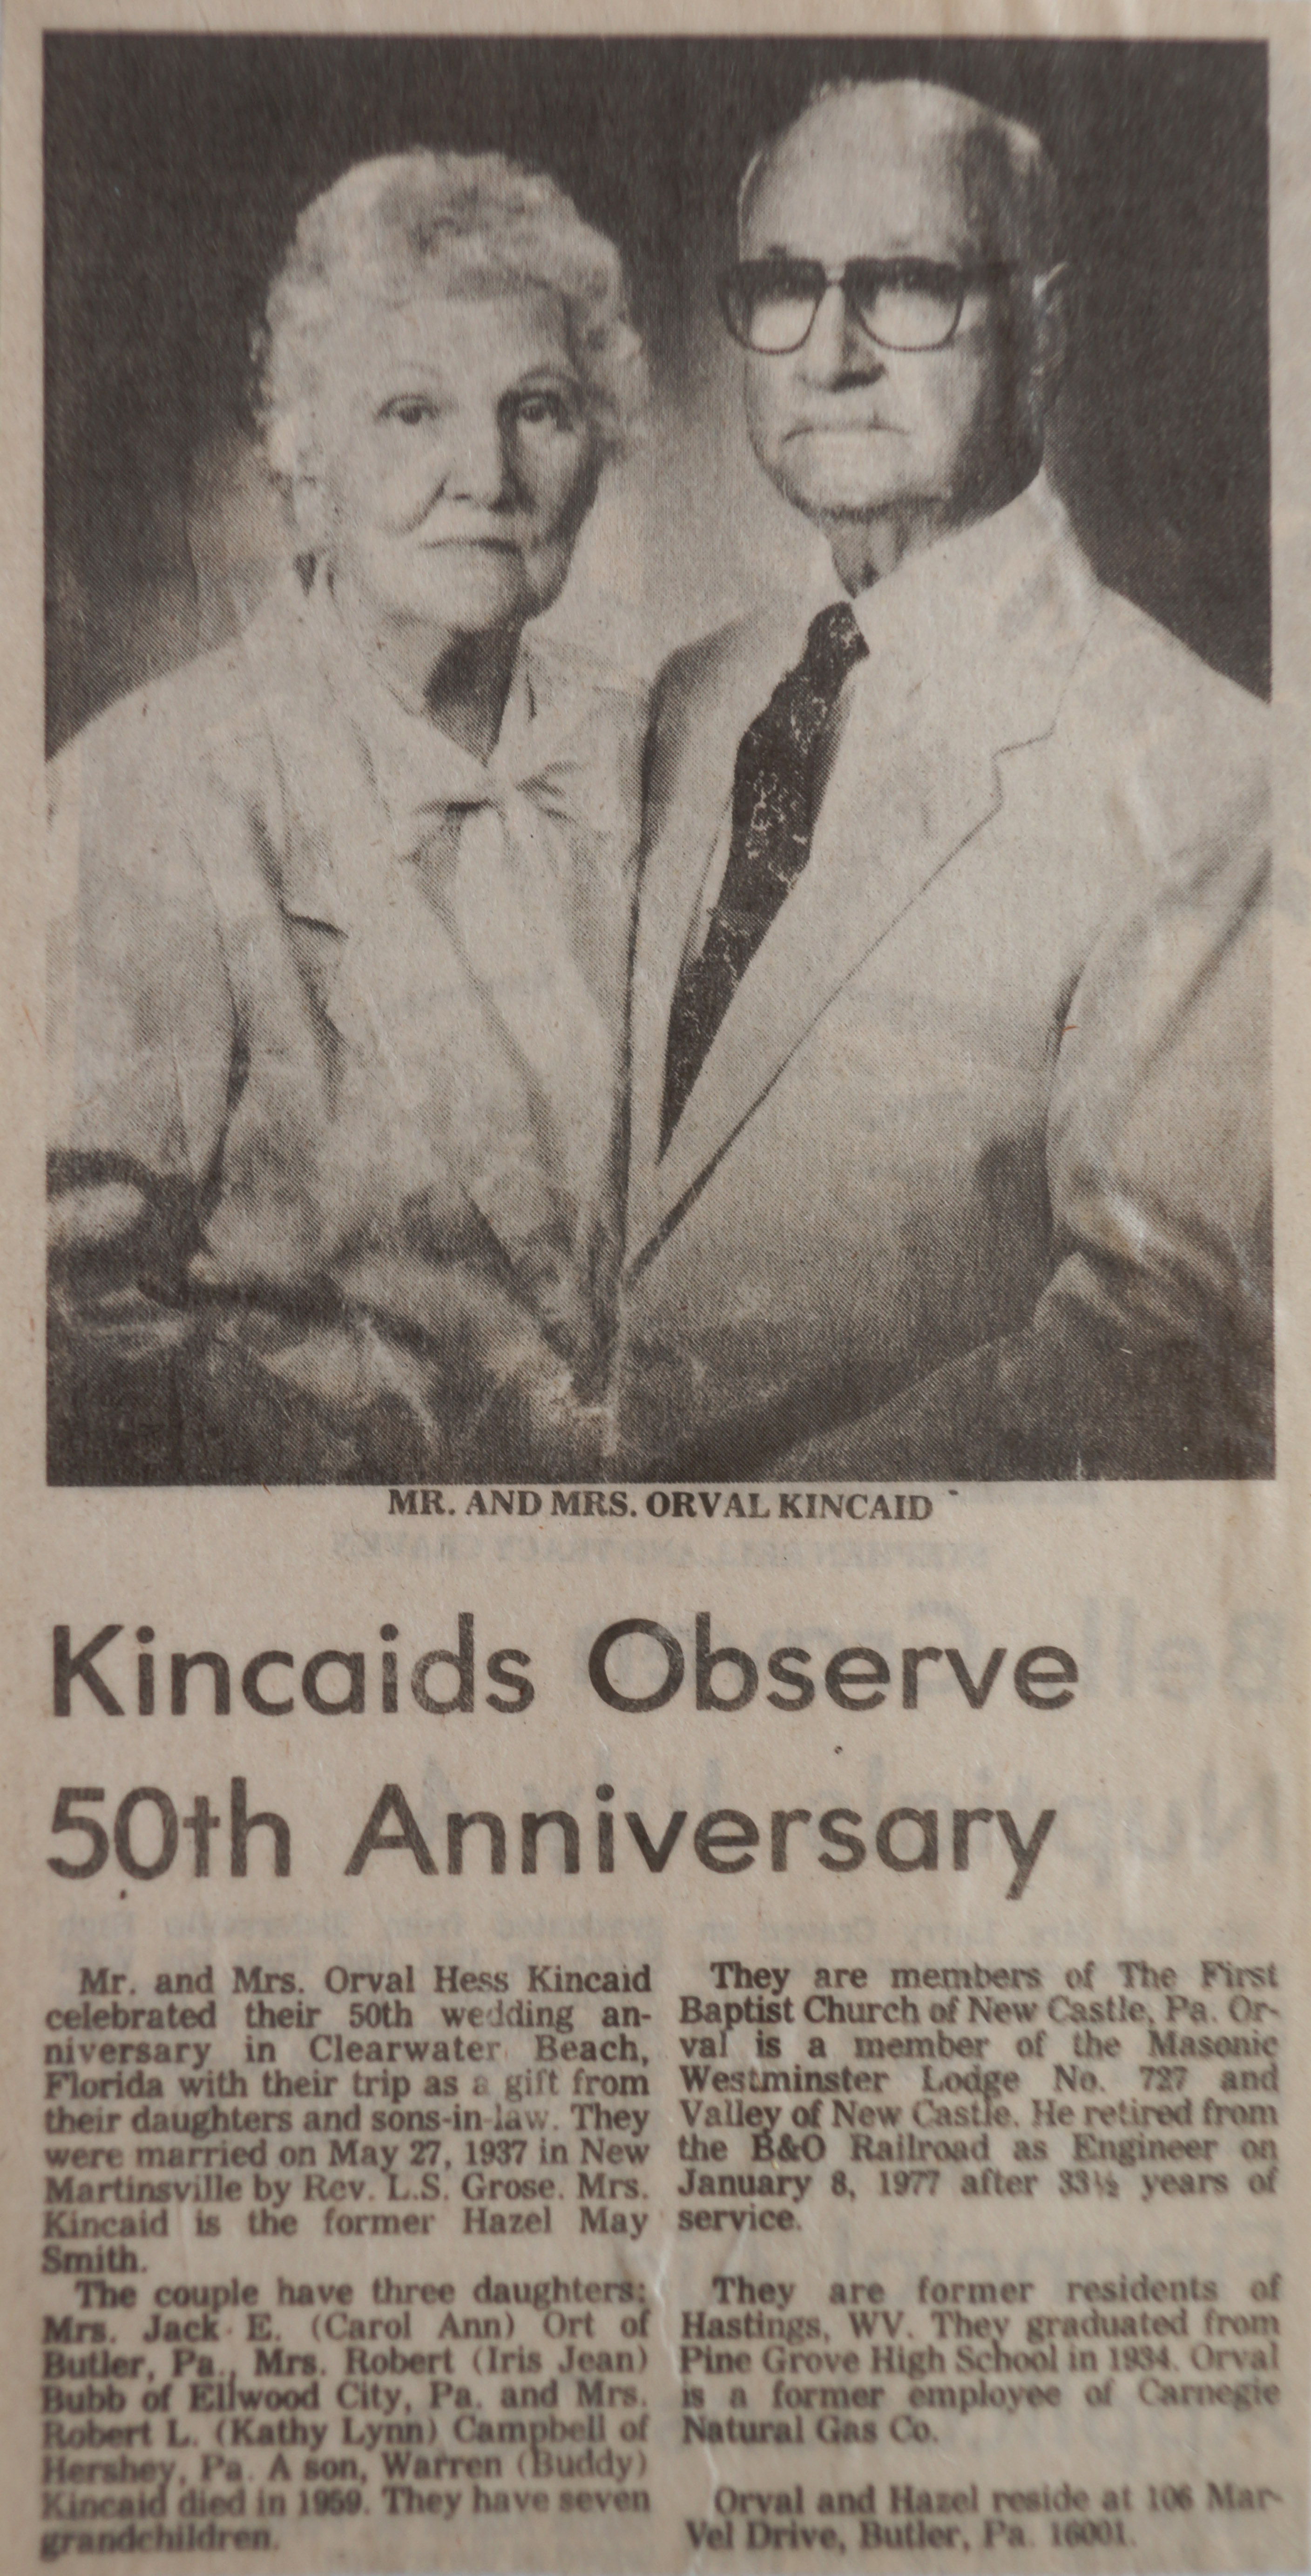 MR. AND MRS. ORVAL KINCAID
Kincaids Observe
50th Anniversary
Mr. and Mrs. Orval Hess Kincaid
celebrated their 50th wedding an-
niversary in Clearwater Beach,
Florida with their trip as a gift from
their daughters and sons-in-law. They
were married on May 27, 1937 in New
Martinsville by Rev. L.S. Grose. Mrs.
Kincaid is the former Hazel May
Smith.
The couple have three daughters:
Mrs. Jack E. (Carol Ann) Ort of
Butler, Pa., Mrs. Robert (Iris Jean)
Bubb of Ellwood City, Pa. and Mrs.
Robert L. (Kathy Lynn) Campbell of
Hershey, Pa. A son, Warren (Buddy)
Kincaid died in 1959. They have seven
grandchildren.
They are members of The First
Baptist Church of New Castle, Pa. Or-
val is a member of the Masonic
Westminster Lodge No. 727 and
Valley of New Castle. He retired from
the B&O Railroad as Engineer on
January 8, 1977 after 33½ years of
service.
They are former residents of
Hastings, WV. They graduated from
Pine Grove High School in 1934. Orval
is a former employee of Carnegie
Natural Gas Co.
Orval and Hazel reside at 106 Mar-
Vel Drive, Butler, Pa. 16001.